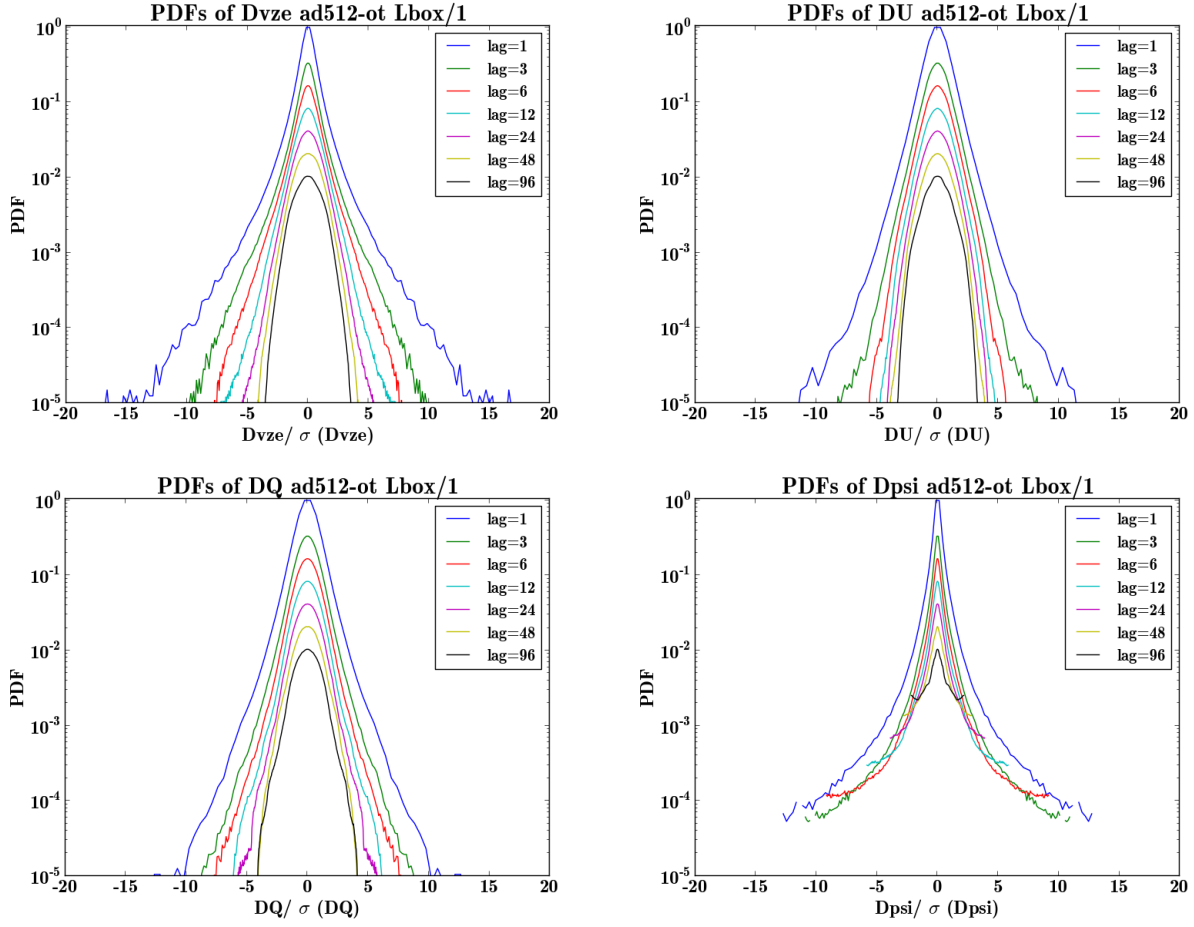 PDFs of Dvze ad512-ot Lbox/1
10^0
10^-1
10^-2
10^-3
10^-4
10^-5
PDF
-20 -15 -10 -5 0 5 10 15 20
Dvze/ σ (Dvze)
lag=1
lag=3
lag=6
lag=12
lag=24
lag=48
lag=96
PDFs of DU ad512-ot Lbox/1
10^0
10^-1
10^-2
10^-3
10^-4
10^-5
PDF
-20 -15 -10 -5 0 5 10 15 20
DU/ σ (DU)
lag=1
lag=3
lag=6
lag=12
lag=24
lag=48
lag=96
PDFs of DQ ad512-ot Lbox/1
10^0
10^-1
10^-2
10^-3
10^-4
10^-5
PDF
-20 -15 -10 -5 0 5 10 15 20
DQ/ σ (DQ)
lag=1
lag=3
lag=6
lag=12
lag=24
lag=48
lag=96
PDFs of Dpsi ad512-ot Lbox/1
10^0
10^-1
10^-2
10^-3
10^-4
10^-5
PDF
-20 -15 -10 -5 0 5 10 15 20
Dpsi/ σ (Dpsi)
lag=1
lag=3
lag=6
lag=12
lag=24
lag=48
lag=96